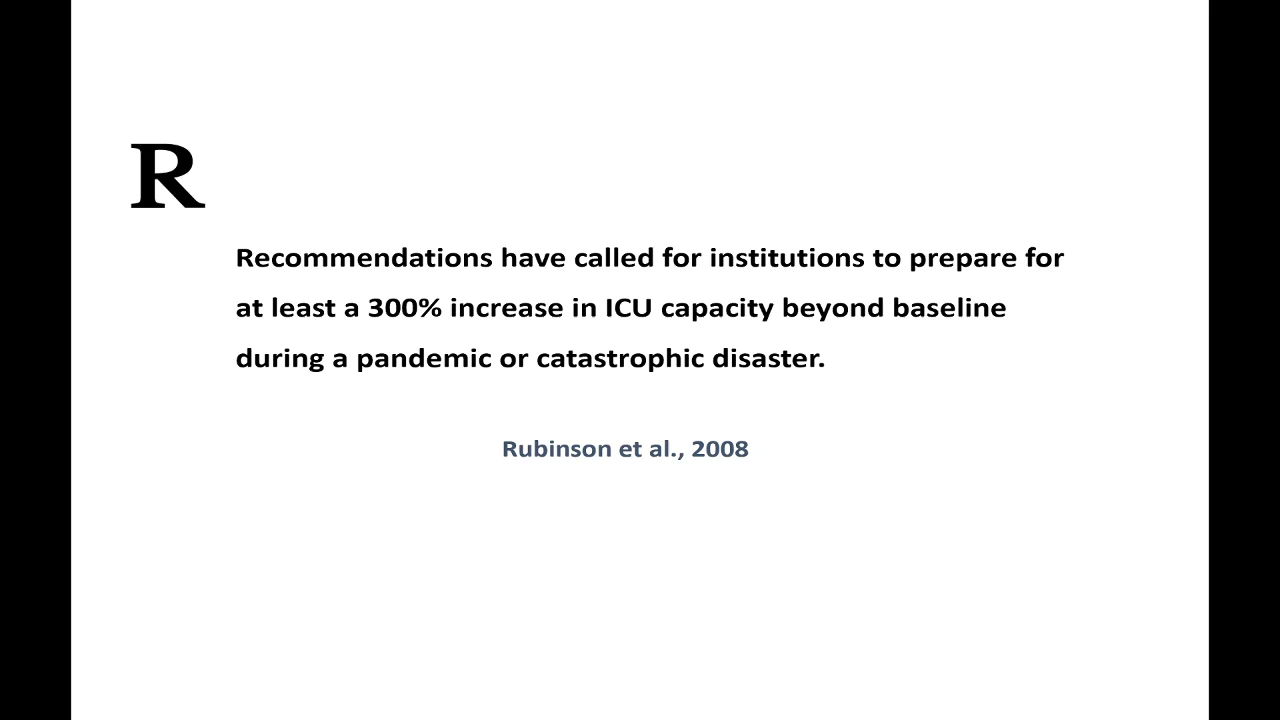 R
Recommendations have called for institutions to prepare for
at least a 300% increase in ICU capacity beyond baseline
during a pandemic or catastrophic disaster.
Rubinson et al., 2008